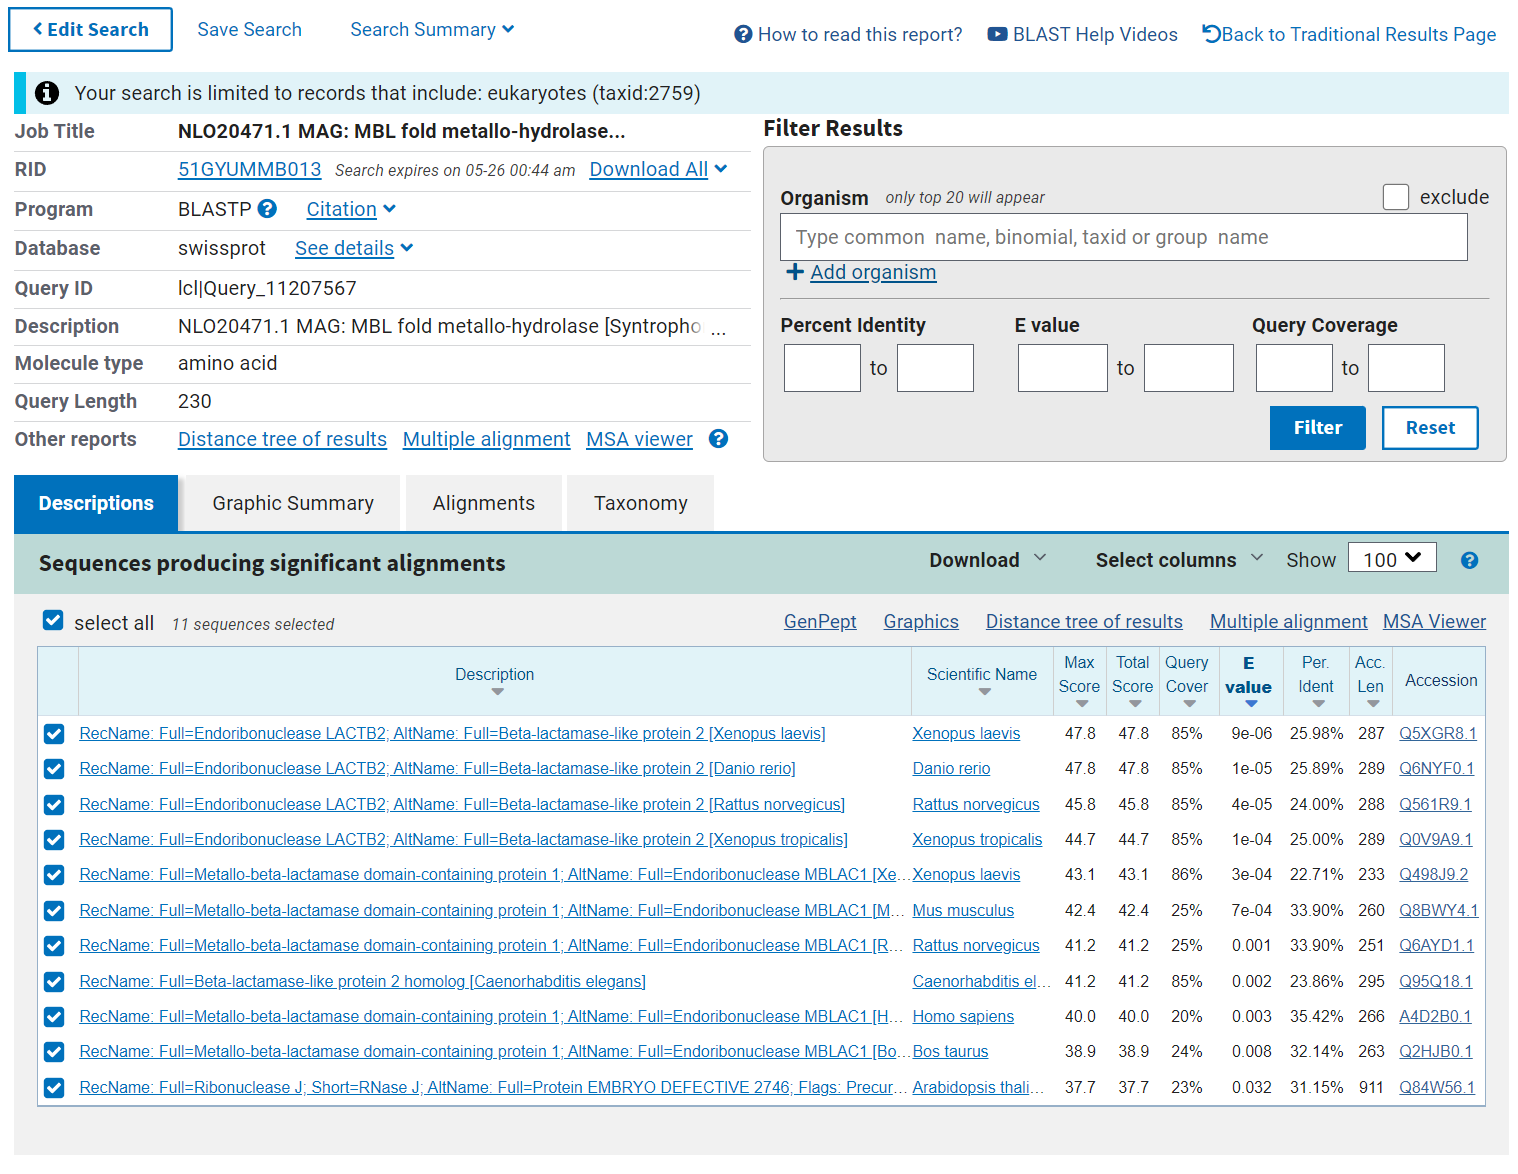 Edit Search Save Search Search Summary How to read this report? BLAST Help Videos Back to Traditional Results Page
Your search is limited to records that include: eukaryotes (taxid:2759)
Job Title NLO20471.1 MAG: MBL fold metallo-hydrolase...
RID 51GYUMMB013 Search expires on 05-26 00:44 am Download All
Program BLASTP Citation
Database swissprot See details
Query ID lcl|Query_11207567
Description NLO20471.1 MAG: MBL fold metallo-hydrolase [Syntropho ...
Molecule type amino acid
Query Length 230
Other reports Distance tree of results Multiple alignment MSA viewer
Filter Results
Organism only top 20 will appear exclude
Type common name, binomial, taxid or group name
Add organism
Percent Identity E value Query Coverage
to to to
Filter Reset
Descriptions Graphic Summary Alignments Taxonomy
Sequences producing significant alignments Download Select columns Show 100
select all 11 sequences selected GenPept Graphics Distance tree of results Multiple alignment MSA Viewer
Description Scientific Name Max Score Total Score Query Cover E value Per. Ident Acc. Len Accession
RecName: Full=Endoribonuclease LACTB2; AltName: Full=Beta-lactamase-like protein 2 [Xenopus laevis] Xenopus laevis 47.8 47.8 85% 9e-06 25.98% 287 Q5XGR8.1
RecName: Full=Endoribonuclease LACTB2; AltName: Full=Beta-lactamase-like protein 2 [Danio rerio] Danio rerio 47.8 47.8 85% 1e-05 25.89% 289 Q6NYF0.1
RecName: Full=Endoribonuclease LACTB2; AltName: Full=Beta-lactamase-like protein 2 [Rattus norvegicus] Rattus norvegicus 45.8 45.8 85% 4e-05 24.00% 288 Q561R9.1
RecName: Full=Endoribonuclease LACTB2; AltName: Full=Beta-lactamase-like protein 2 [Xenopus tropicalis] Xenopus tropicalis 44.7 44.7 85% 1e-04 25.00% 289 Q0V9A9.1
RecName: Full=Metallo-beta-lactamase domain-containing protein 1; AltName: Full=Endoribonuclease MBLAC1 [Xe... Xenopus laevis 43.1 43.1 86% 3e-04 22.71% 233 Q498J9.2
RecName: Full=Metallo-beta-lactamase domain-containing protein 1; AltName: Full=Endoribonuclease MBLAC1 [M... Mus musculus 42.4 42.4 25% 7e-04 33.90% 260 Q8BWY4.1
RecName: Full=Metallo-beta-lactamase domain-containing protein 1; AltName: Full=Endoribonuclease MBLAC1 [R... Rattus norvegicus 41.2 41.2 25% 0.001 33.90% 251 Q6AYD1.1
RecName: Full=Beta-lactamase-like protein 2 homolog [Caenorhabditis elegans] Caenorhabditis el... 41.2 41.2 85% 0.002 23.86% 295 Q95Q18.1
RecName: Full=Metallo-beta-lactamase domain-containing protein 1; AltName: Full=Endoribonuclease MBLAC1 [H... Homo sapiens 40.0 40.0 20% 0.003 35.42% 266 A4D2B0.1
RecName: Full=Metallo-beta-lactamase domain-containing protein 1; AltName: Full=Endoribonuclease MBLAC1 [Bo... Bos taurus 38.9 38.9 24% 0.008 32.14% 263 Q2HJB0.1
RecName: Full=Ribonuclease J; Short=RNase J; AltName: Full=Protein EMBRYO DEFECTIVE 2746; Flags: Precur... Arabidopsis thali... 37.7 37.7 23% 0.032 31.15% 911 Q84W56.1